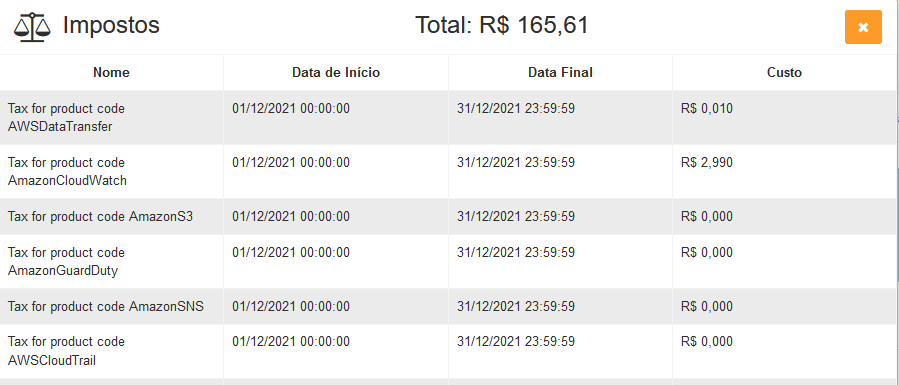 Impostos
Total: R$ 165,61
Nome Data de Início Data Final Custo
Tax for product code
AWSDataTransfer
01/12/2021 00:00:00 31/12/2021 23:59:59 R$ 0,010
Tax for product code
AmazonCloudWatch
01/12/2021 00:00:00 31/12/2021 23:59:59 R$ 2,990
Tax for product code AmazonS3 01/12/2021 00:00:00 31/12/2021 23:59:59 R$ 0,000
Tax for product code
AmazonGuardDuty
01/12/2021 00:00:00 31/12/2021 23:59:59 R$ 0,000
Tax for product code AmazonSNS 01/12/2021 00:00:00 31/12/2021 23:59:59 R$ 0,000
Tax for product code
AWSCloudTrail
01/12/2021 00:00:00 31/12/2021 23:59:59 R$ 0,000